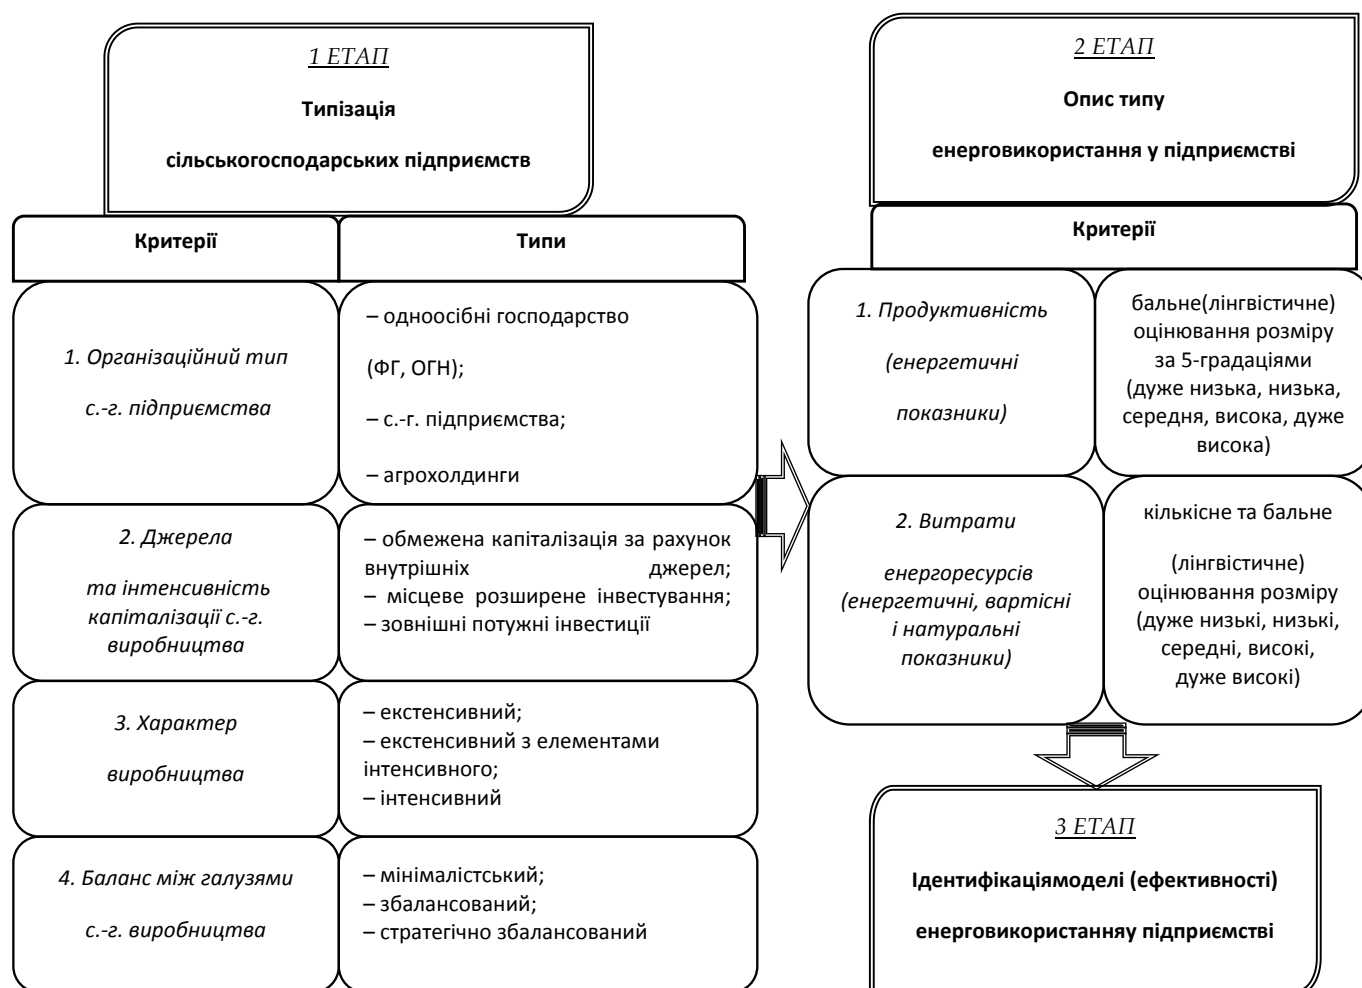 1 ЕТАП
Типізація
сільськогосподарських підприємств
Критерії
Типи
1. Організаційний тип
с.-г. підприємства
– одноосібні господарство
(ФГ, ОГН);
– с.-г. підприємства;
– агрохолдинги
2. Джерела
та інтенсивність
капіталізації с.-г.
виробництва
– обмежена капіталізація за рахунок
внутрішніх джерел;
– місцеве розширене інвестування;
– зовнішні потужні інвестиції
3. Характер
виробництва
– екстенсивний;
– екстенсивний з елементами
інтенсивного;
– інтенсивний
4. Баланс між галузями
с.-г. виробництва
– мінімалістський;
– збалансований;
– стратегічно збалансований
2 ЕТАП
Опис типу
енерговикористання у підприємстві
Критерії
1. Продуктивність
(енергетичні
показники)
бальне(лінгвістичне)
оцінювання розміру
за 5-градаціями
(дуже низька, низька,
середня, висока, дуже
висока)
2. Витрати
енергоресурсів
(енергетичні, вартісні
і натуральні
показники)
кількісне та бальне
(лінгвістичне)
оцінювання розміру
(дуже низькі, низькі,
середні, високі,
дуже високі)
3 ЕТАП
Ідентифікаціямоделі (ефективності)
енерговикористанняу підприємстві